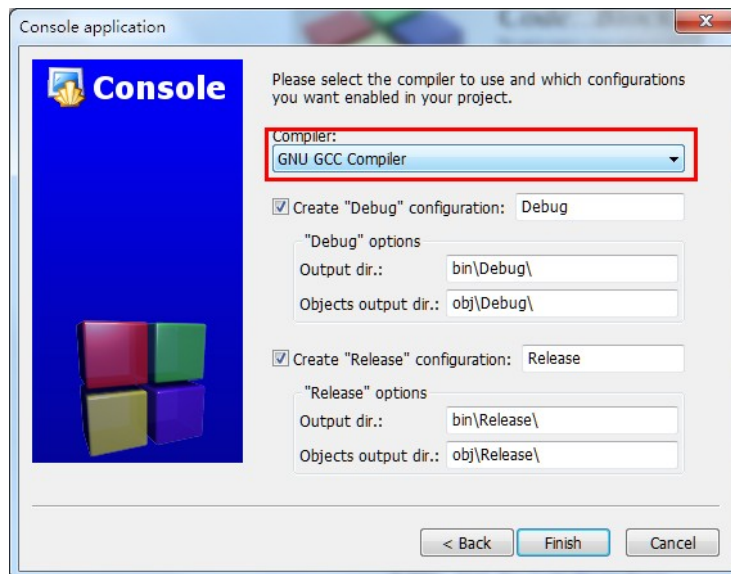 Code::Block
Console application
Console
Please select the compiler to use and which configurations
you want enabled in your project.
Compiler:
GNU GCC Compiler
Create "Debug" configuration: Debug
"Debug" options
Output dir.: bin\Debug\
Objects output dir.: obj\Debug\
Create "Release" configuration: Release
"Release" options
Output dir.: bin\Release\
Objects output dir.: obj\Release\
< Back Finish Cancel